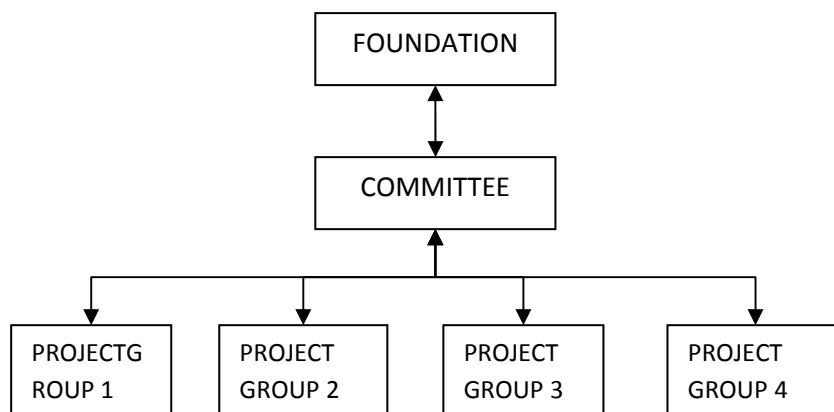 FOUNDATION
COMMITTEE
PROJECTG
ROUP 1
PROJECT
GROUP 2
PROJECT
GROUP 3
PROJECT
GROUP 4